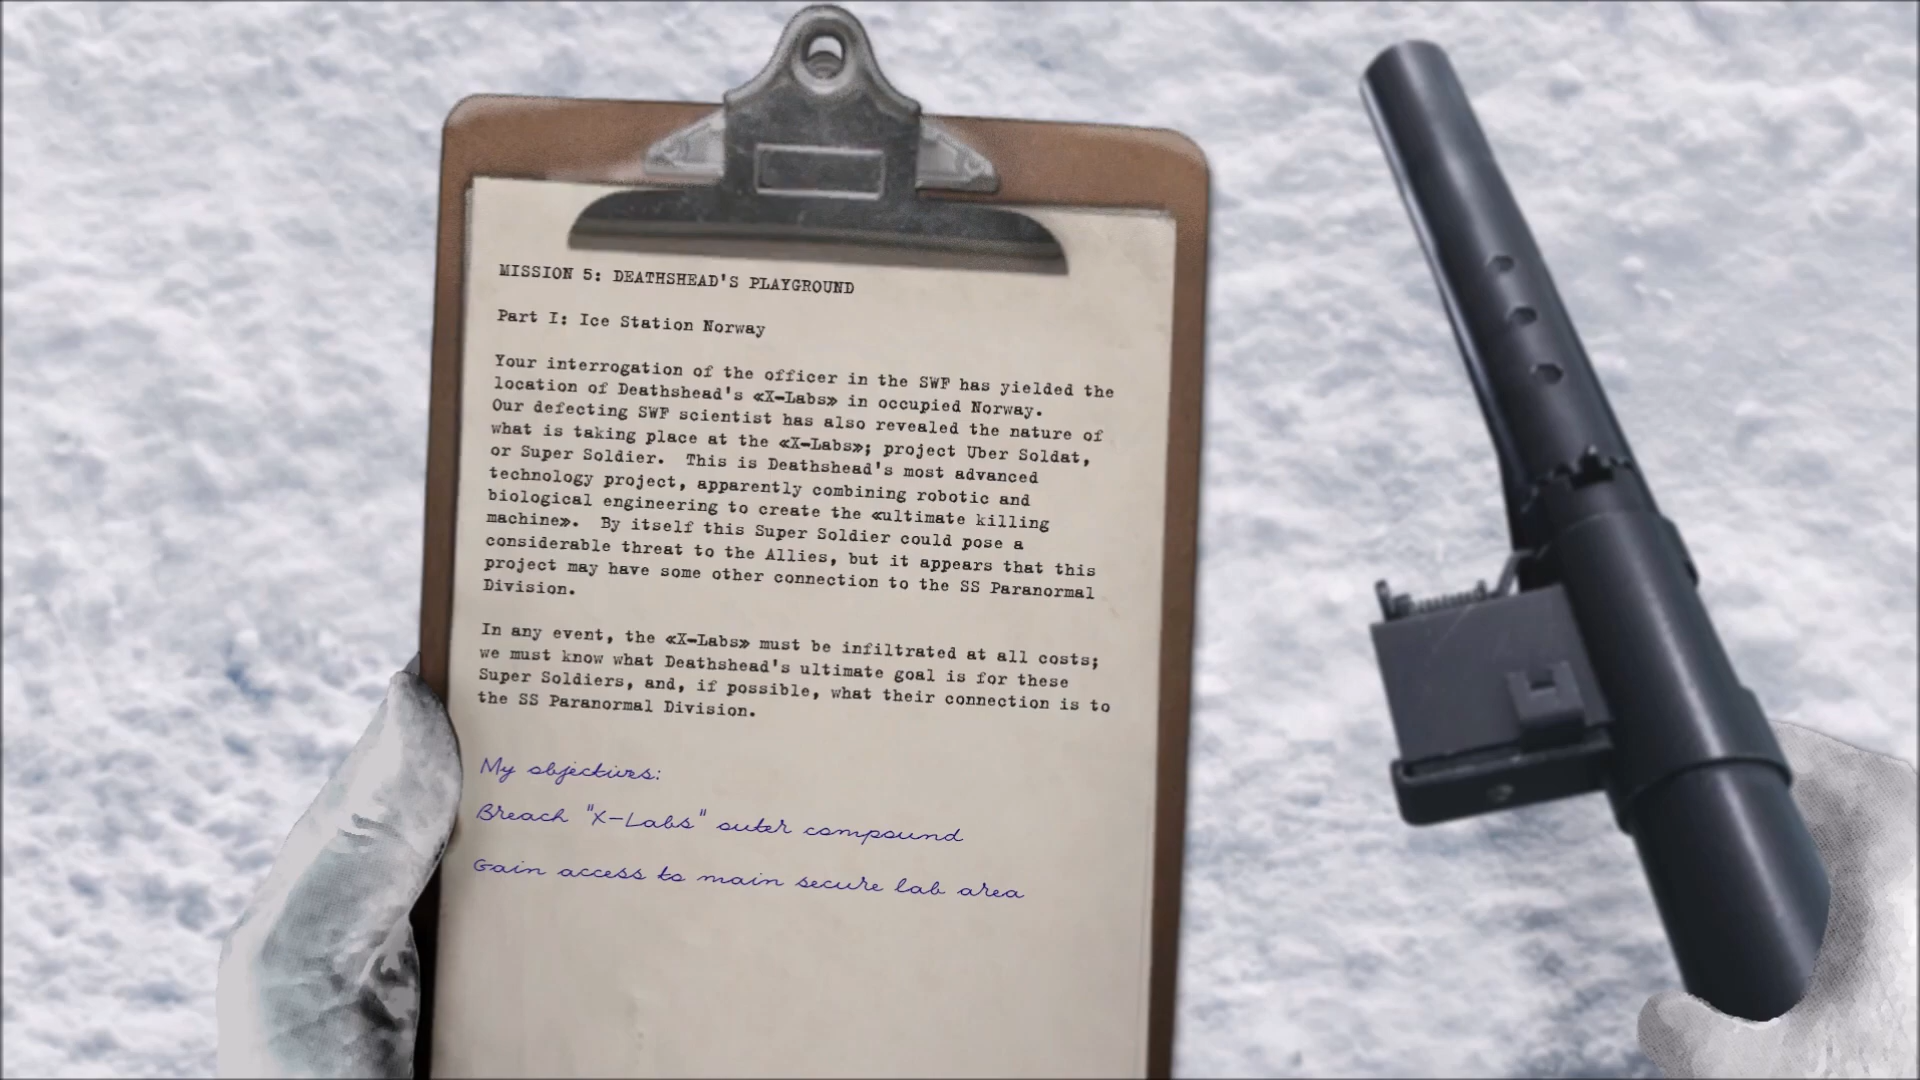 MISSION 5: DEATHSHEAD'S PLAYGROUND
Part I: Ice Station Norway
Your interrogation of the officer in the SWF has yielded the
location of Deathshead's «X-Labs» in occupied Norway.
Our defecting SWF scientist has also revealed the nature of
what is taking place at the «X-Labs»; project Uber Soldat,
or Super Soldier.  This is Deathshead's most advanced
technology project, apparently combining robotic and
biological engineering to create the «ultimate killing
machine».  By itself this Super Soldier could pose a
considerable threat to the Allies, but it appears that this
project may have some other connection to the SS Paranormal
Division.
In any event, the «X-Labs» must be infiltrated at all costs;
we must know what Deathshead's ultimate goal is for these
Super Soldiers, and, if possible, what their connection is to
the SS Paranormal Division.
My objectives:
Breach "X-Labs" outer compound
Gain access to main secure lab area